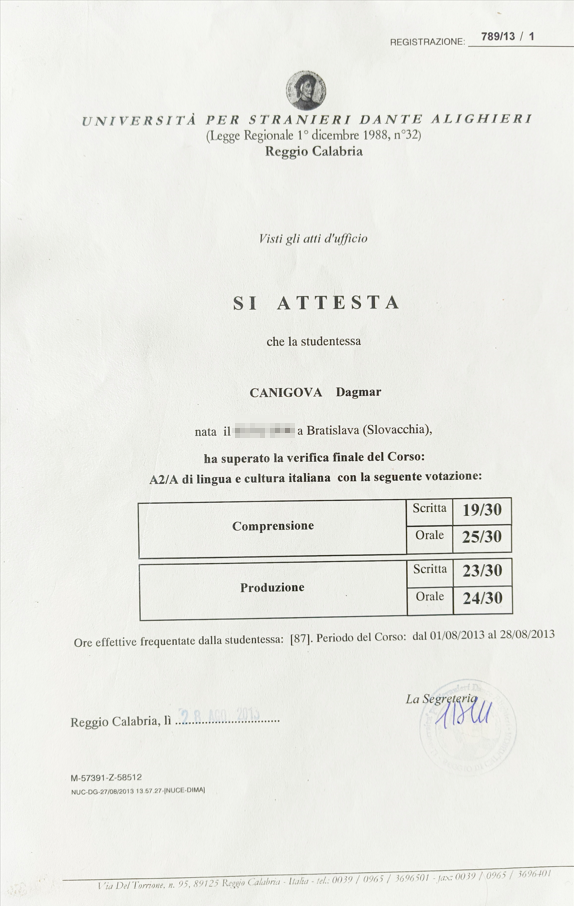 REGISTRAZIONE: 789/13 / 1
UNIVERSITÀ PER STRANIERI DANTE ALIGHIERI
(Legge Regionale 1° dicembre 1988, n°32)
Reggio Calabria
Visti gli atti d'ufficio
SI ATTESTA
che la studentessa
CANIGOVA Dagmar
nata il a Bratislava (Slovacchia),
ha superato la verifica finale del Corso:
A2/A di lingua e cultura italiana con la seguente votazione:
Comprensione
Scritta 19/30
Orale 25/30
Produzione
Scritta 23/30
Orale 24/30
Ore effettive frequentate dalla studentessa: [87]. Periodo del Corso: dal 01/08/2013 al 28/08/2013
La Segreteria
Reggio Calabria, lì 28 AGO 2013
M-57391-Z-58512
NUC-DG-27/08/2013 13.57.27-[NUCE-DIMA]
Via Del Torrione, n. 95, 89125 Reggio Calabria - Italia - tel.: 0039 / 0965 / 3696501 - fax: 0039 / 0965 / 3696401